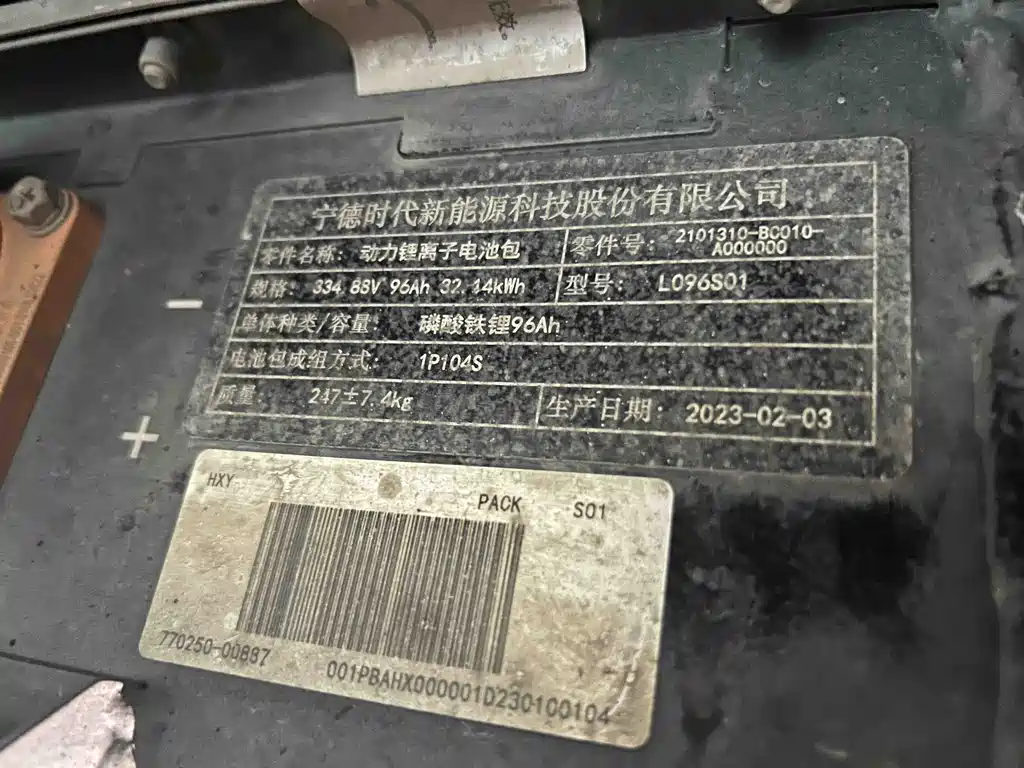 无效。
宁德时代新能源科技股份有限公司
零件名称: 动力锂离子电池包 零件号: 2101310-BC010-A000000
规格: 334.88V 96Ah 32.14kWh 型号: L096S01
单体种类/容量: 磷酸铁锂96Ah
电池包成组方式: 1P104S
质量: 247±7.4kg 生产日期: 2023-02-03
−
+
HXY PACK S01
770250-00887
001PBAHX000001D230100104